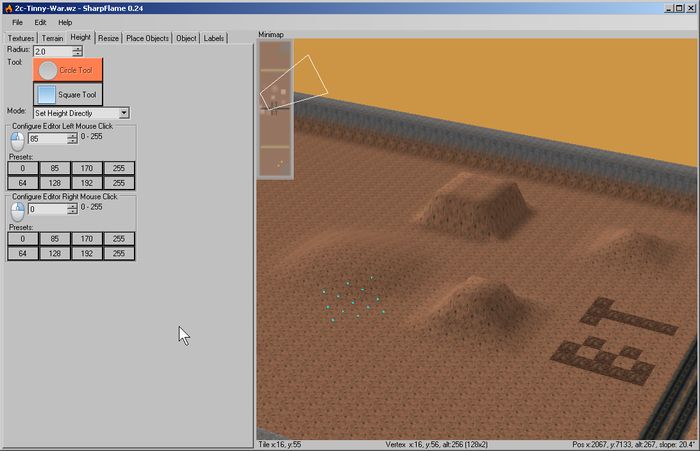 2c-Tinny-War.wz - SharpFlame 0.24
File Edit Help
Textures Terrain Height Resize Place Objects Object Labels
Radius: 2.0
Tool:
Circle Tool
Square Tool
Mode: Set Height Directly
Configure Editor Left Mouse Click
85 0 - 255
Presets:
0 85 170 255
64 128 192 255
Configure Editor Right Mouse Click
0 0 - 255
Presets:
0 85 170 255
64 128 192 255
Minimap
ET
Tile x:16, y:55 Vertex x:16, y:56, alt:256 (128x2) Pos x:2067, y:7133, alt:267, slope: 20.4°